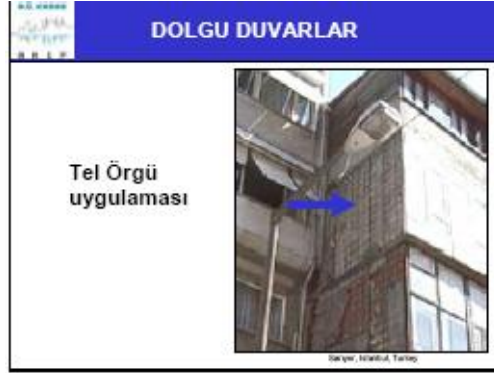 DOLGU DUVARLAR
Tel Örgü
uygulaması
Sarıyer, İstanbul, Turkey